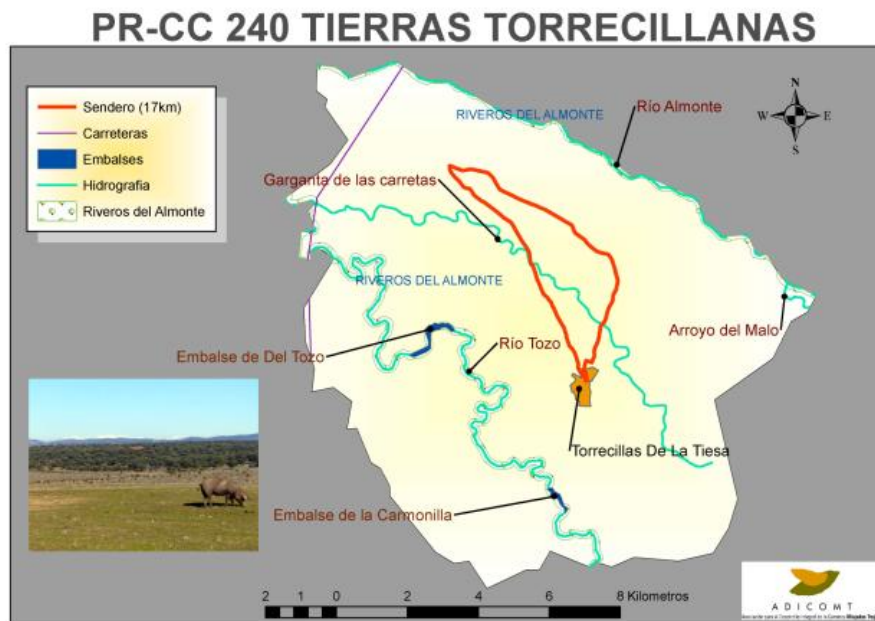 PR-CC 240 TIERRAS TORRECILLANAS
Sendero (17km)
Carreteras
Embalses
Hidrografia
Riveros del Almonte
RIVEROS DEL ALMONTE
Río Almonte
N
W E
S
Garganta de las carretas
RIVEROS DEL ALMONTE
Arroyo del Malo
Embalse de Del Tozo
Río Tozo
Torrecillas De La Tiesa
Embalse de la Carmonilla
2 1 0 2 4 6 8 Kilometros
ADICOMT